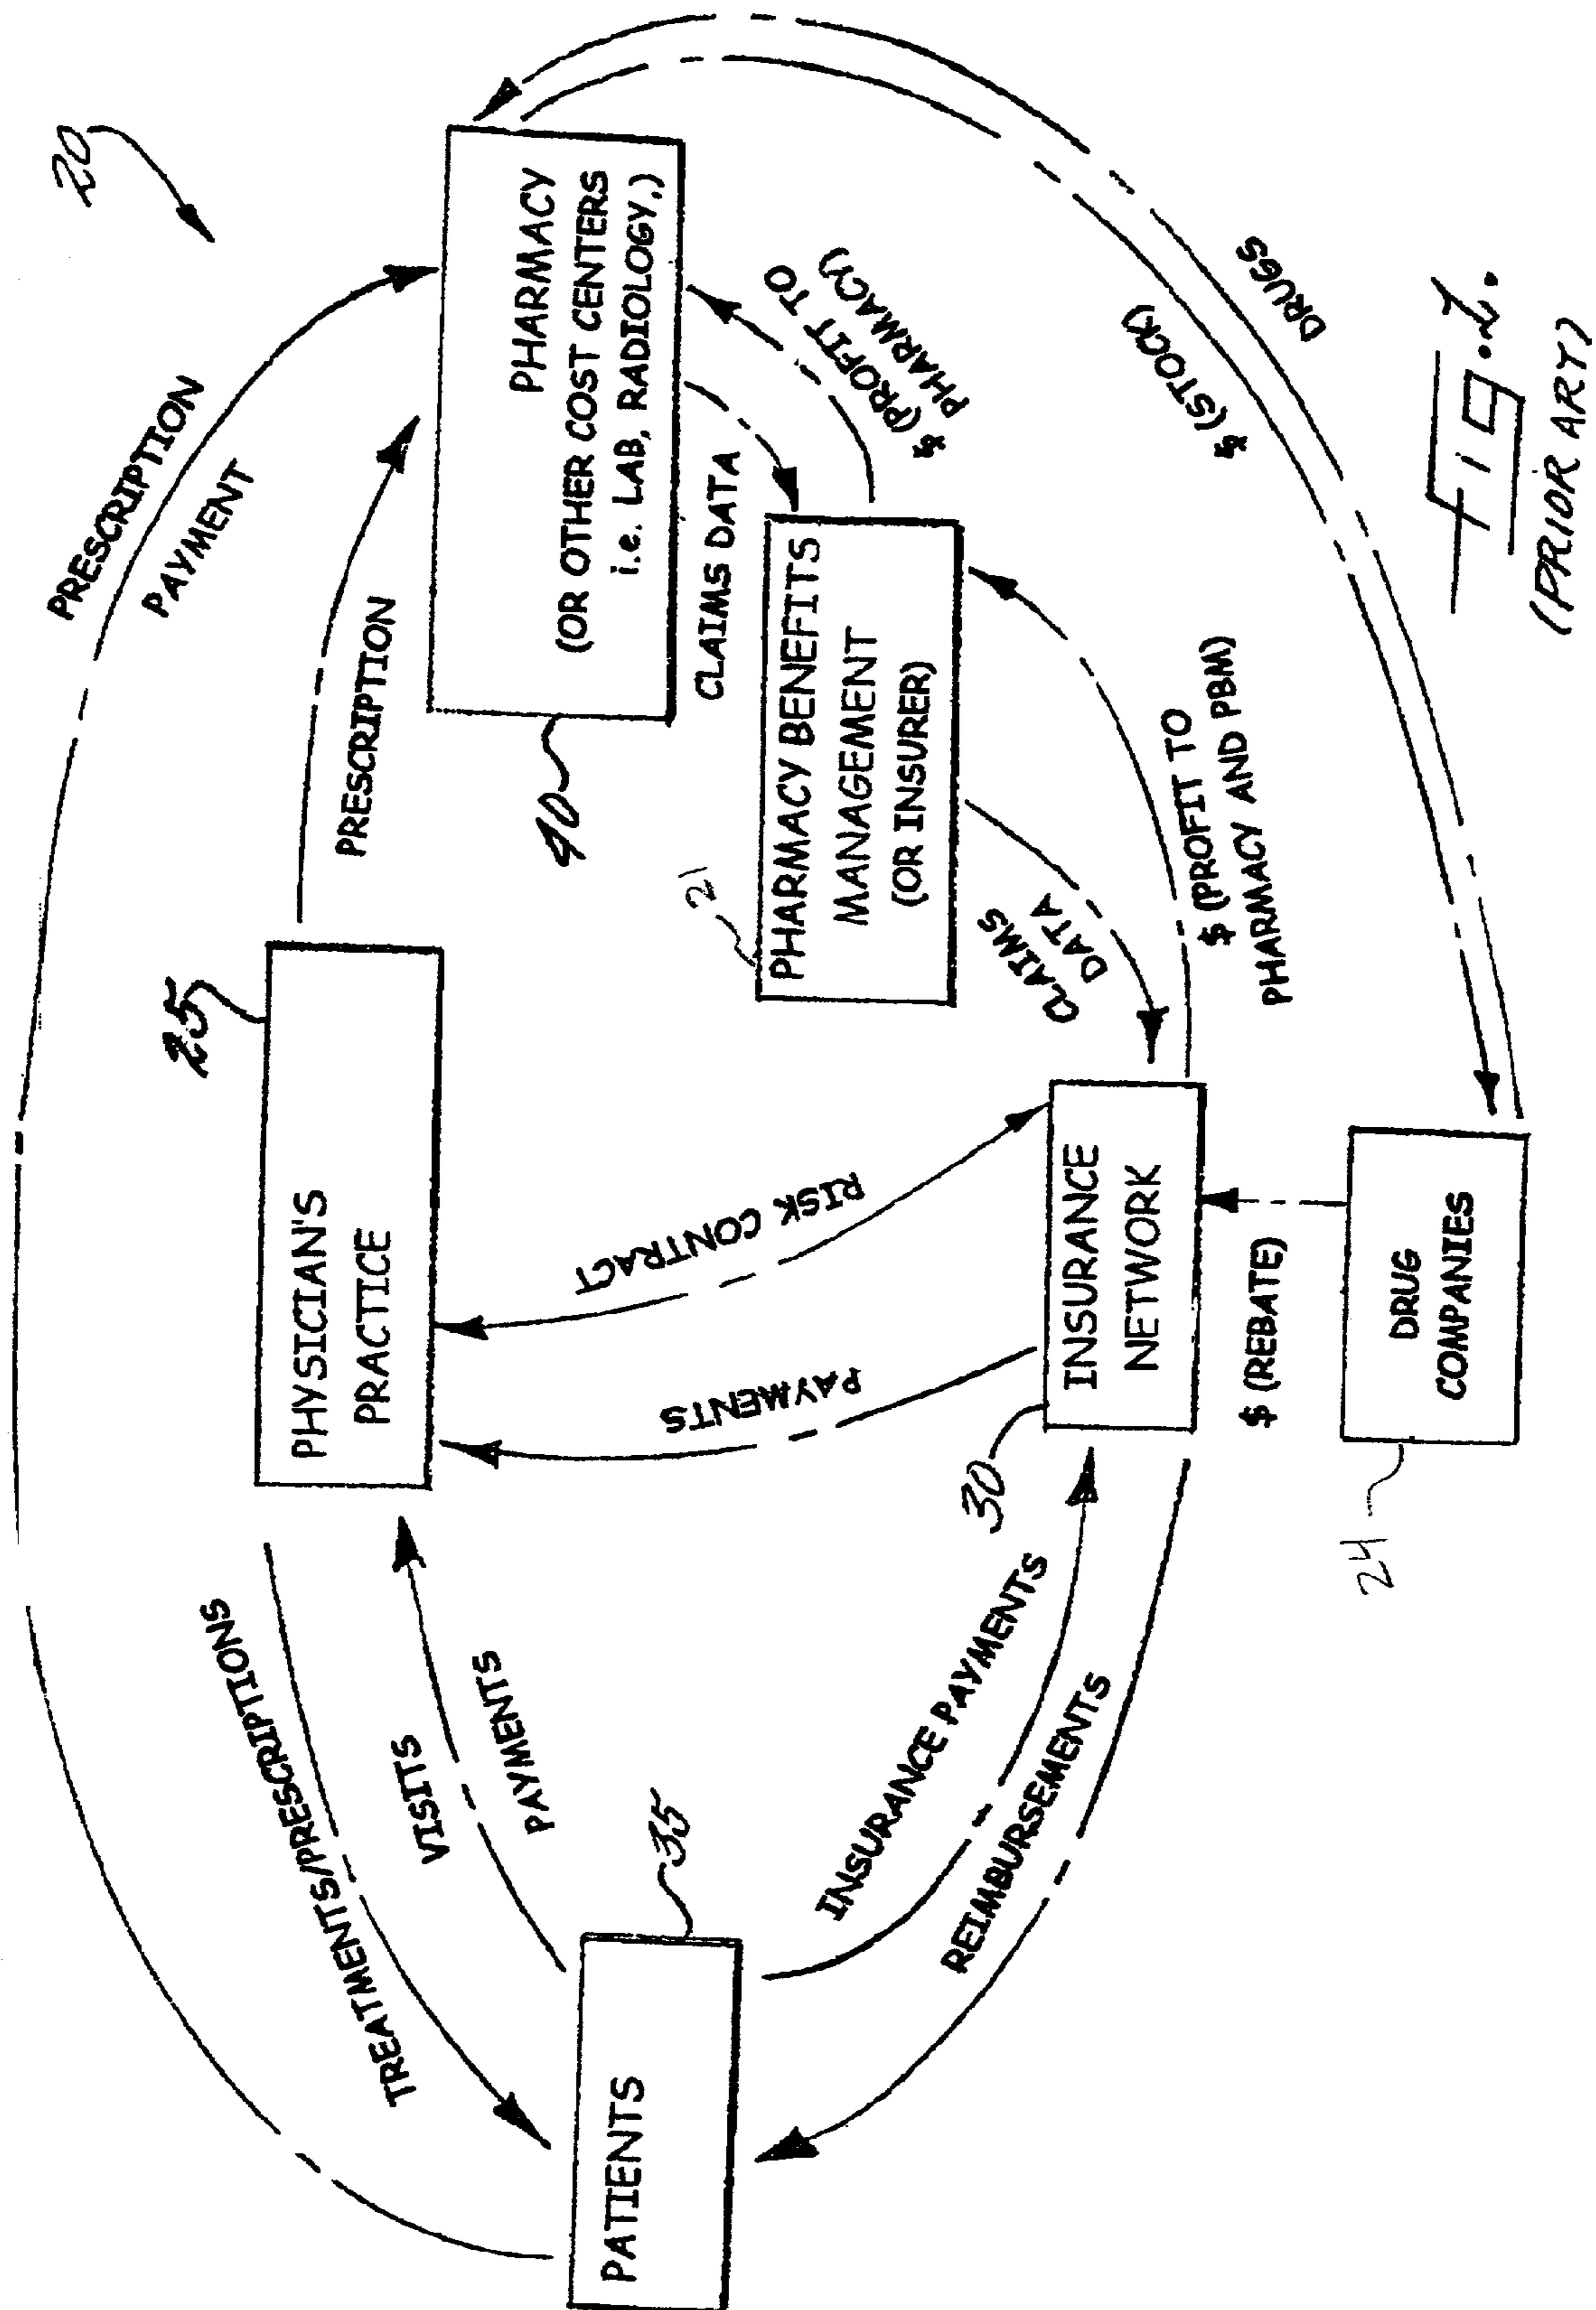 20
PRESCRIPTION
PAYMENT
PRESCRIPTION
25
PHYSICIAN'S
PRACTICE
PHARMACY
(OR OTHER COST CENTERS
i.e. LAB, RADIOLOGY,)
40
TREATMENTS/PRESCRIPTIONS
VISITS
PAYMENTS
35
PATIENTS
PAYMENTS
RISK CONTRACT
CLAIMS DATA
$ (PROFIT TO
PHARMACY)
21
PHARMACY BENEFITS
MANAGEMENT
(OR INSURER)
CLAIMS
DATA
INSURANCE PAYMENTS
REIMBURSEMENTS
30
INSURANCE
NETWORK
$ (PROFIT TO
PHARMACY AND PBM)
$ (STOCK)
DRUGS
$ (REBATE)
24
DRUG
COMPANIES
Fig. 1.
(PRIOR ART)